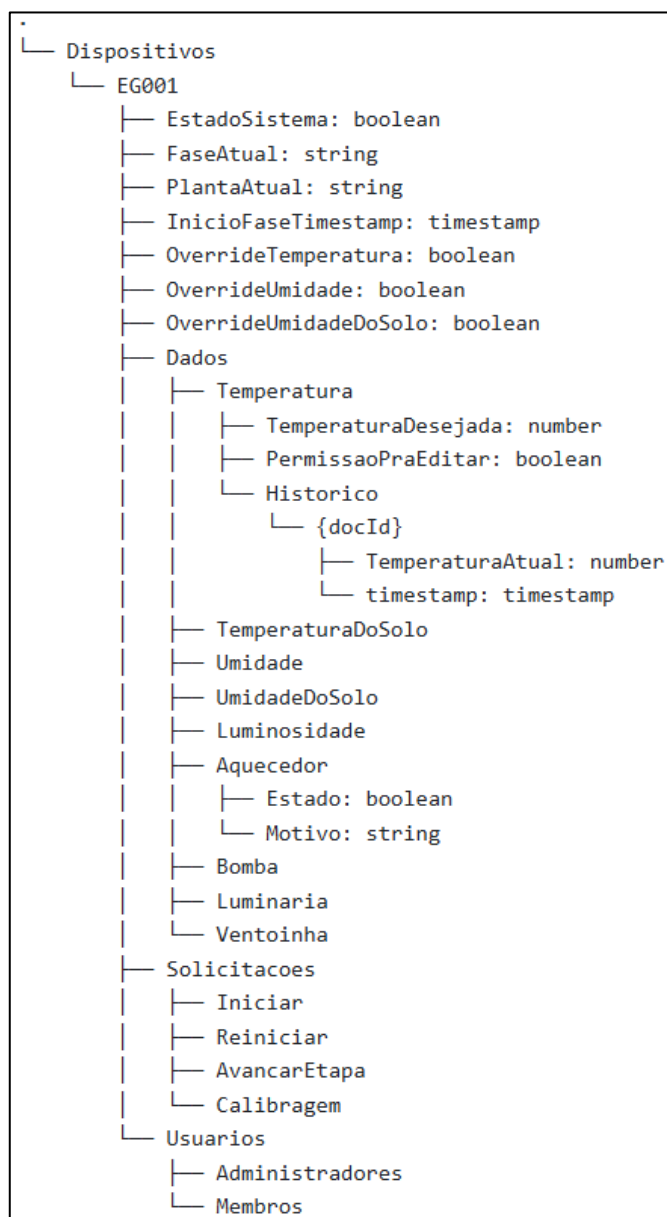 .
└── Dispositivos
    └── EG001
        ├── EstadoSistema: boolean
        ├── FaseAtual: string
        ├── PlantaAtual: string
        ├── InicioFaseTimestamp: timestamp
        ├── OverrideTemperatura: boolean
        ├── OverrideUmidade: boolean
        ├── OverrideUmidadeDoSolo: boolean
        ├── Dados
        │   ├── Temperatura
        │   │   ├── TemperaturaDesejada: number
        │   │   ├── PermissaoPraEditar: boolean
        │   │   └── Historico
        │   │       └── {docId}
        │   │           ├── TemperaturaAtual: number
        │   │           └── timestamp: timestamp
        │   ├── TemperaturaDoSolo
        │   ├── Umidade
        │   ├── UmidadeDoSolo
        │   ├── Luminosidade
        │   ├── Aquecedor
        │   │   ├── Estado: boolean
        │   │   └── Motivo: string
        │   ├── Bomba
        │   ├── Luminaria
        │   └── Ventoinha
        ├── Solicitacoes
        │   ├── Iniciar
        │   ├── Reiniciar
        │   ├── AvancarEtapa
        │   └── Calibragem
        └── Usuarios
            ├── Administradores
            └── Membros